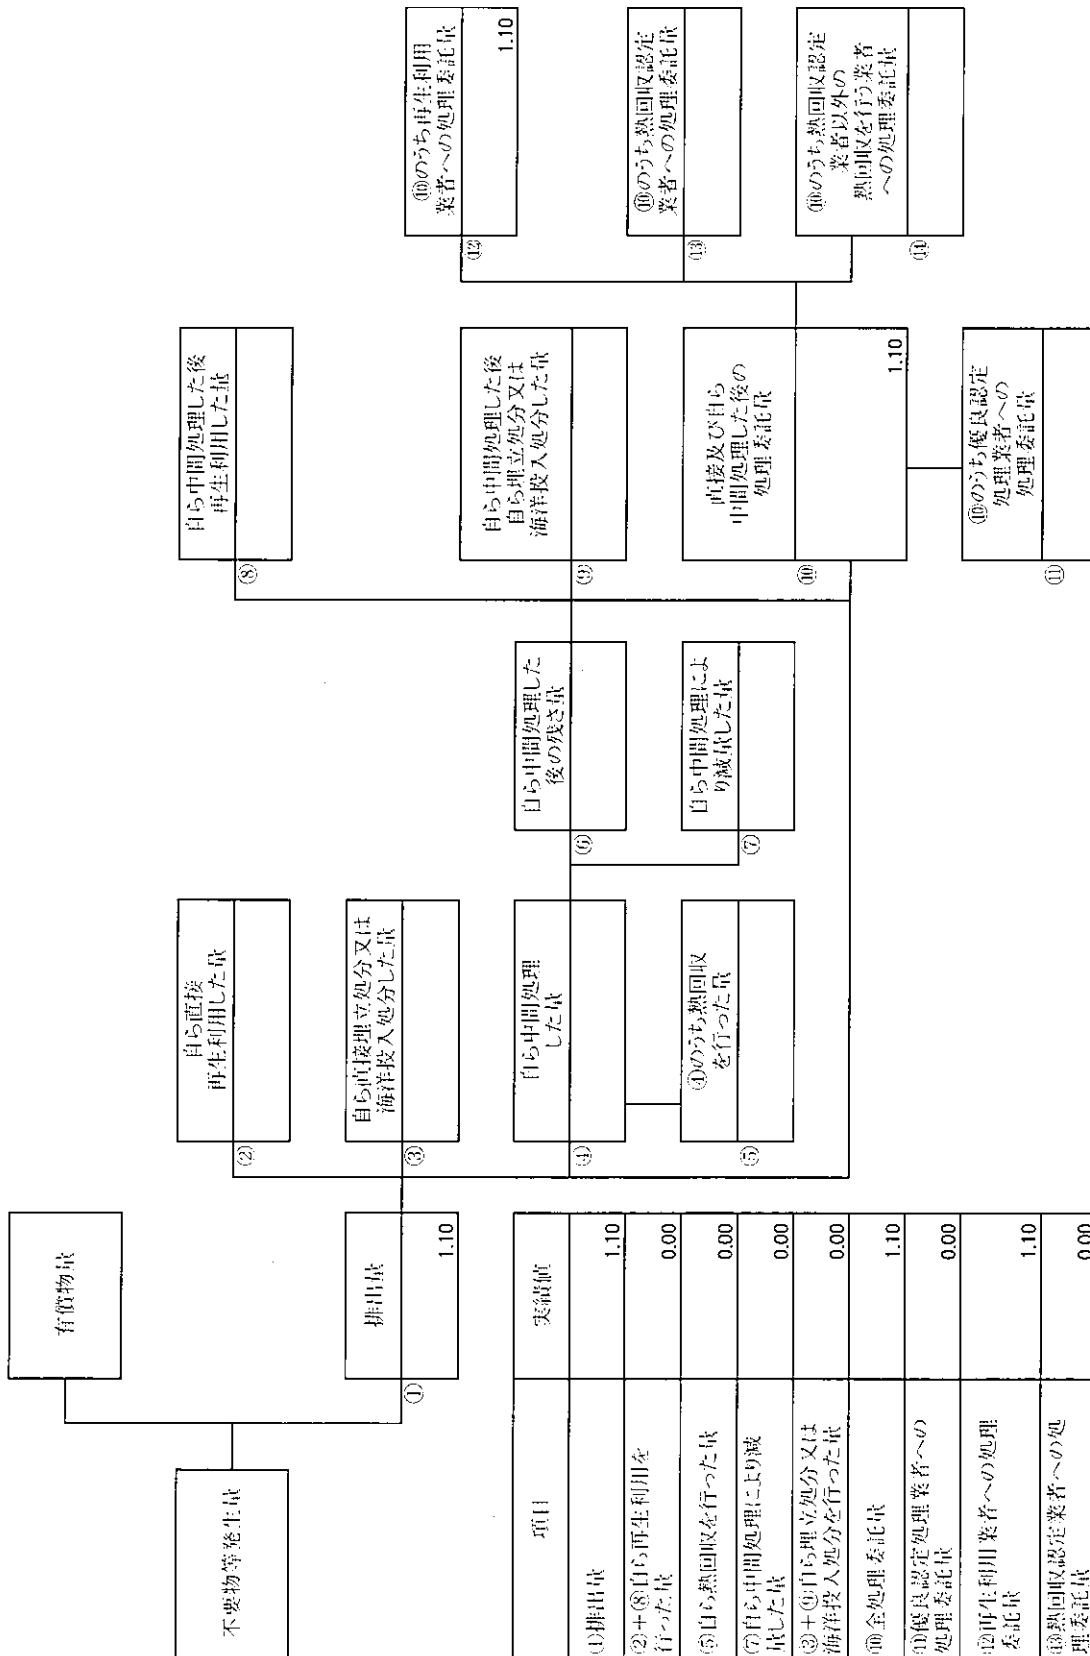 不要物等発生量
有償物量
排出量
①
1.10
②
自ら直接
再生利用した量
③
自ら直接埋立処分又は
海洋投入処分した量
④
自ら中間処理
した量
⑤
④のうち熱回収
を行った量
⑥
自ら中間処理した
後の残さ量
⑦
自ら中間処理によ
り減量した量
⑧
自ら中間処理した後
再生利用した量
⑨
自ら中間処理した後
自ら埋立処分又は
海洋投入処分した量
⑩
直接及び自ら
中間処理した後の
処理委託量
1.10
⑪
⑩のうち優良認定
処理業者への
処理委託量
⑫
⑩のうち再生利用
業者への処理委託量
1.10
⑬
⑩のうち熱回収認定
業者への処理委託量
⑭
⑩のうち熱回収認定
業者以外の
熱回収を行う業者
への処理委託量
項目 実績値
①排出量 1.10
②+⑧自ら再生利用を
行った量 0.00
⑤自ら熱回収を行った量 0.00
⑦自ら中間処理により減
量した量 0.00
③+⑨自ら埋立処分又は
海洋投入処分を行った量 0.00
⑩全処理委託量 1.10
⑪優良認定処理業者への
処理委託量 0.00
⑫再生利用業者への処理
委託量 1.10
⑬熱回収認定業者への処
理委託量 0.00